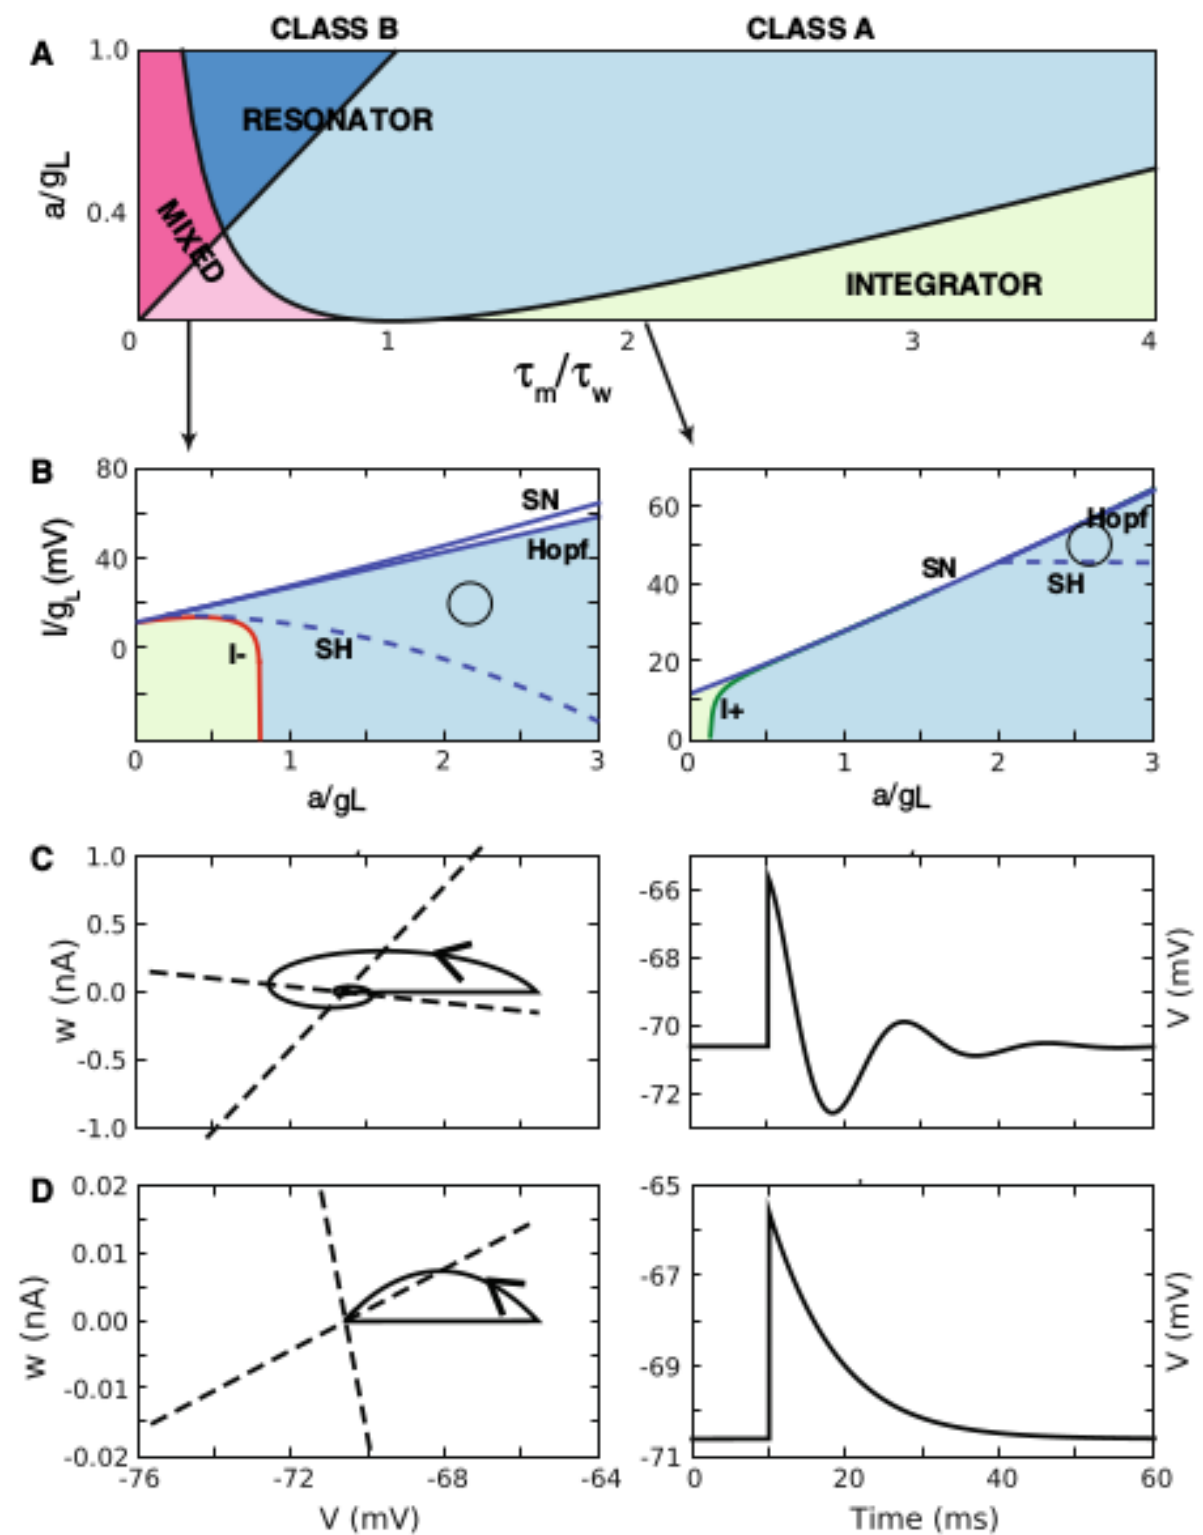 CLASS B CLASS A
A
1.0
RESONATOR
a/gL
0.4
MIXED
INTEGRATOR
0 1 2 3 4
τm/τw
B
80
SN
Hopf
40
I/gL (mV)
0
I-
SH
0 1 2 3
a/gL
60
Hopf
SN
40
SH
20
I+
0
0 1 2 3
a/gL
C
1.0
0.5
w (nA)
0.0
-0.5
-1.0
-66
-68
V (mV)
-70
-72
D
0.02
0.01
w (nA)
0.00
-0.01
-0.02
-76 -72 -68 -64
V (mV)
-65
-67
V (mV)
-69
-71
0 20 40 60
Time (ms)